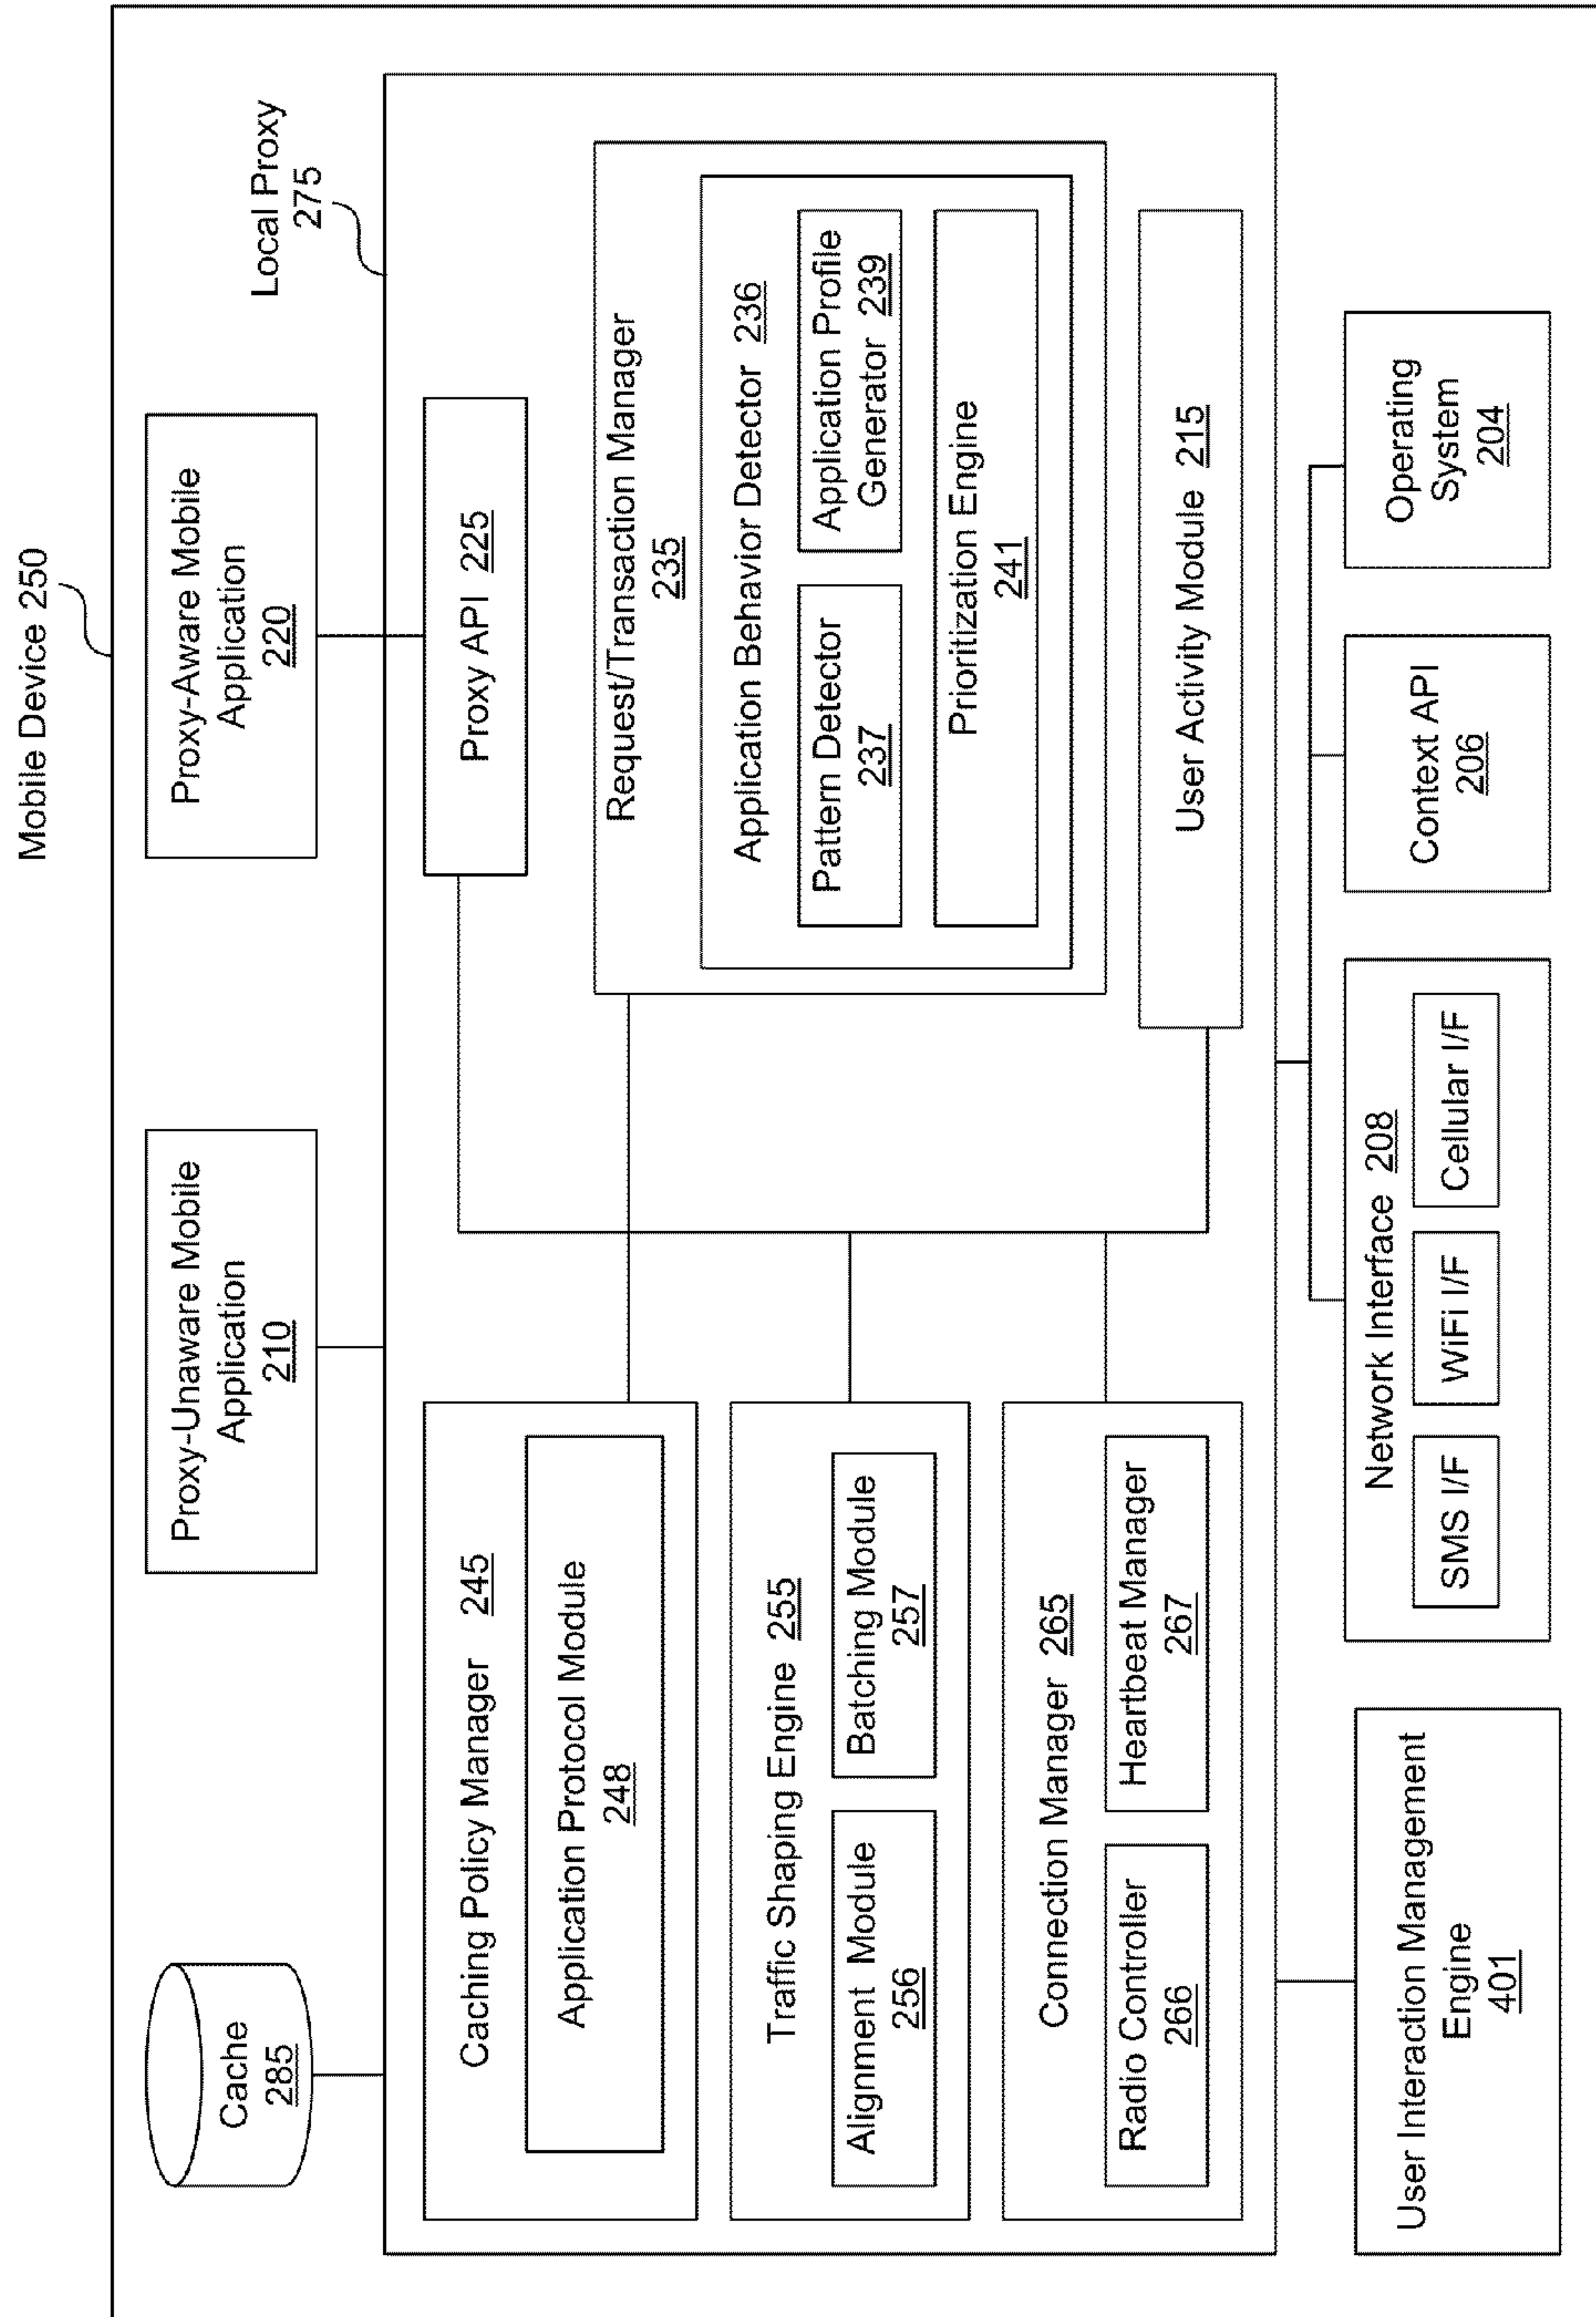 Mobile Device 250
Cache
285
Proxy-Unaware Mobile
Application
210
Proxy-Aware Mobile
Application
220
Local Proxy
275
Caching Policy Manager 245
Application Protocol Module
248
Traffic Shaping Engine 255
Alignment Module
256
Batching Module
257
Connection Manager 265
Radio Controller
266
Heartbeat Manager
267
Proxy API 225
Request/Transaction Manager
235
Application Behavior Detector 236
Pattern Detector
237
Application Profile
Generator 239
Prioritization Engine
241
User Activity Module 215
User Interaction Management
Engine
401
Network Interface 208
SMS I/F
WiFi I/F
Cellular I/F
Context API
206
Operating
System
204